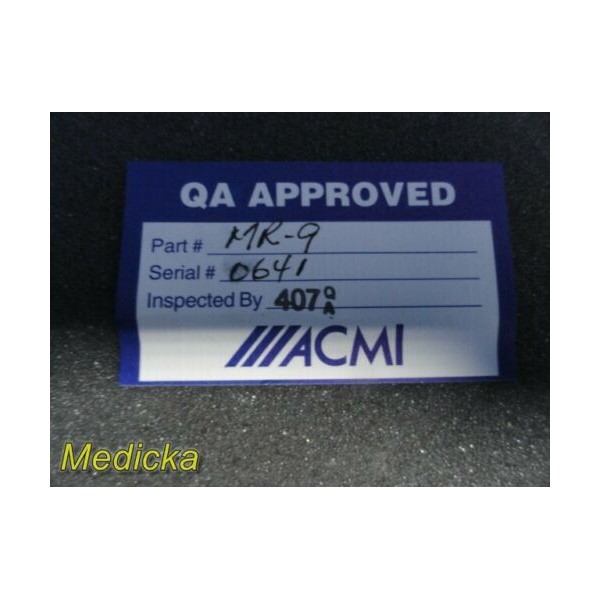 QA APPROVED
Part # MR-9
Serial # 0641
Inspected By 407 QA
ACMI
Medicka